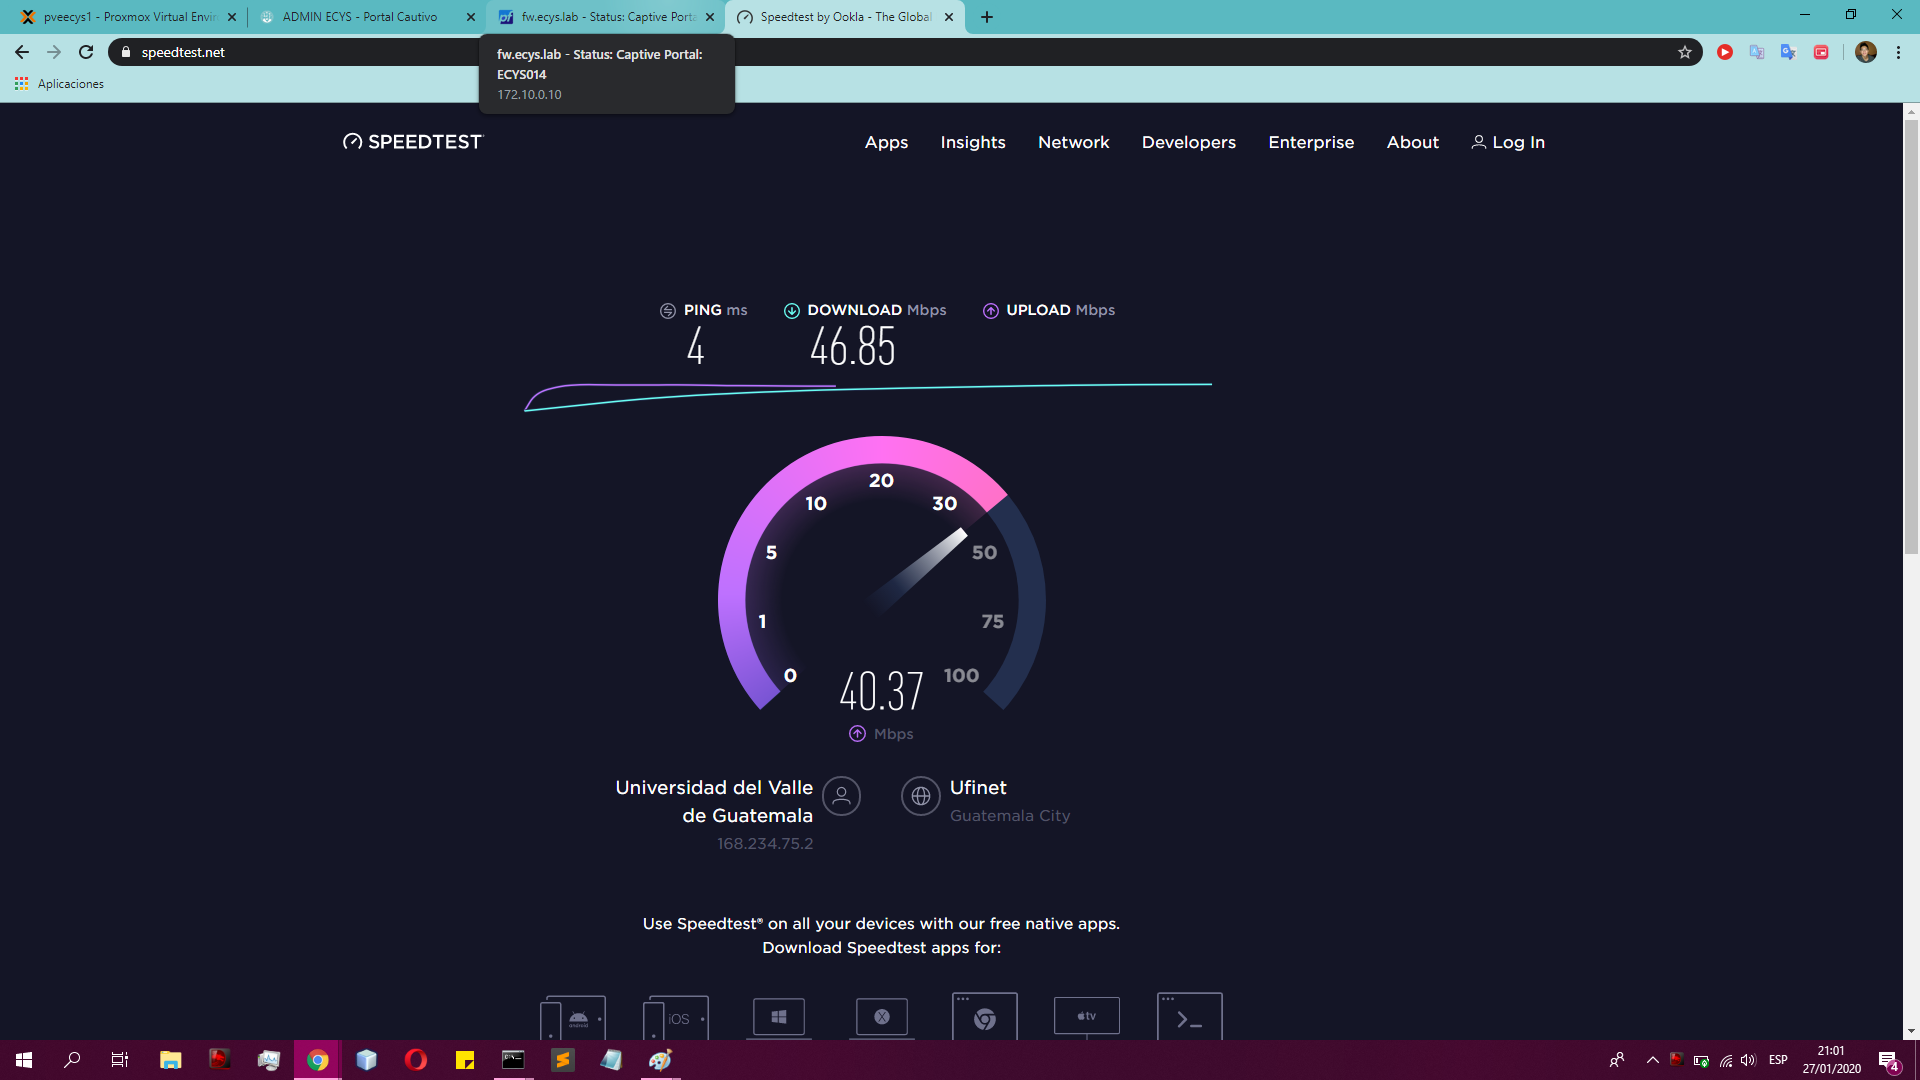 pveecys1 - Proxmox Virtual Envir
ADMIN ECYS - Portal Cautivo
fw.ecys.lab - Status: Captive Porta
Speedtest by Ookla - The Global
speedtest.net
fw.ecys.lab - Status: Captive Portal:
ECYS014
172.10.0.10
Aplicaciones
SPEEDTEST
Apps
Insights
Network
Developers
Enterprise
About
Log In
PING ms
DOWNLOAD Mbps
UPLOAD Mbps
4
46.85
20
10
30
5
50
1
75
0
100
40.37
Mbps
Universidad del Valle
de Guatemala
168.234.75.2
Ufinet
Guatemala City
Use Speedtest® on all your devices with our free native apps.
Download Speedtest apps for:
android
iOS
tv
ESP
21:01
27/01/2020
4